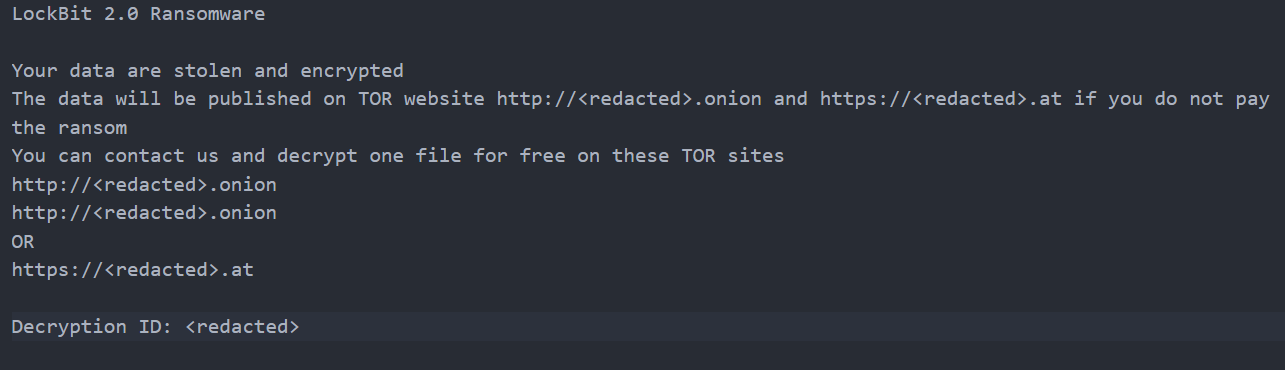 LockBit 2.0 Ransomware
Your data are stolen and encrypted
The data will be published on TOR website http://<redacted>.onion and https://<redacted>.at if you do not pay
the ransom
You can contact us and decrypt one file for free on these TOR sites
http://<redacted>.onion
http://<redacted>.onion
OR
https://<redacted>.at
Decryption ID: <redacted>